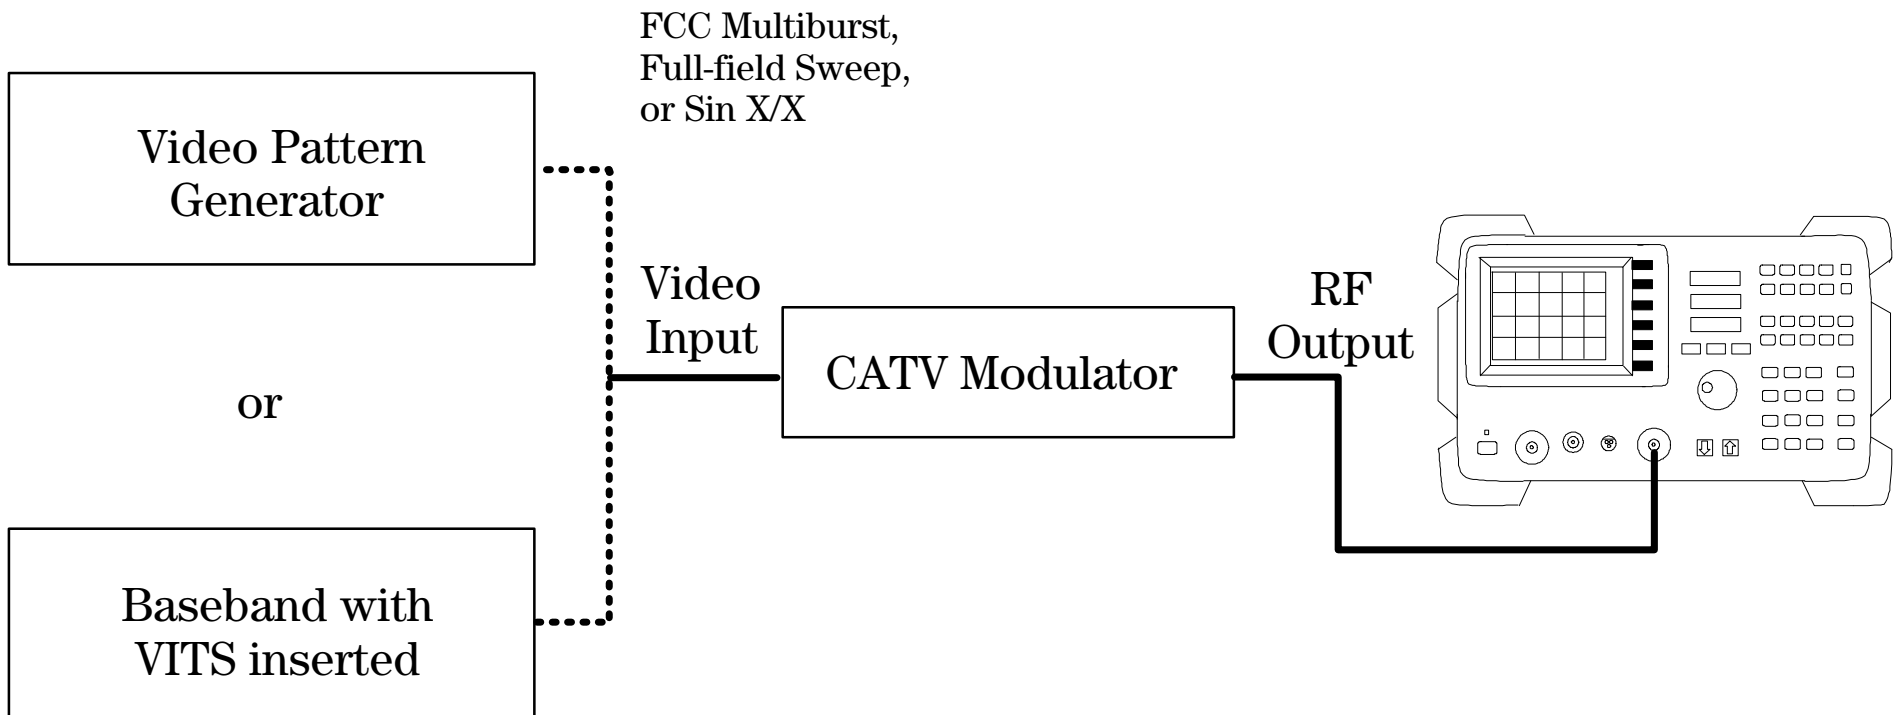 FCC Multiburst,
Full-field Sweep,
or Sin X/X
Video Pattern
Generator
Video
Input
RF
Output
CATV Modulator
or
Baseband with
VITS inserted